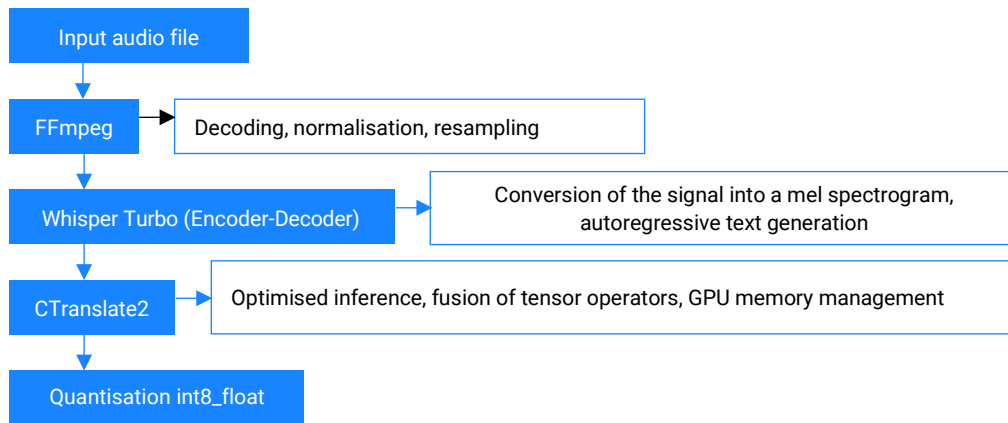 Input audio file
FFmpeg
Decoding, normalisation, resampling
Whisper Turbo (Encoder-Decoder)
Conversion of the signal into a mel spectrogram,
autoregressive text generation
CTranslate2
Optimised inference, fusion of tensor operators, GPU memory management
Quantisation int8_float